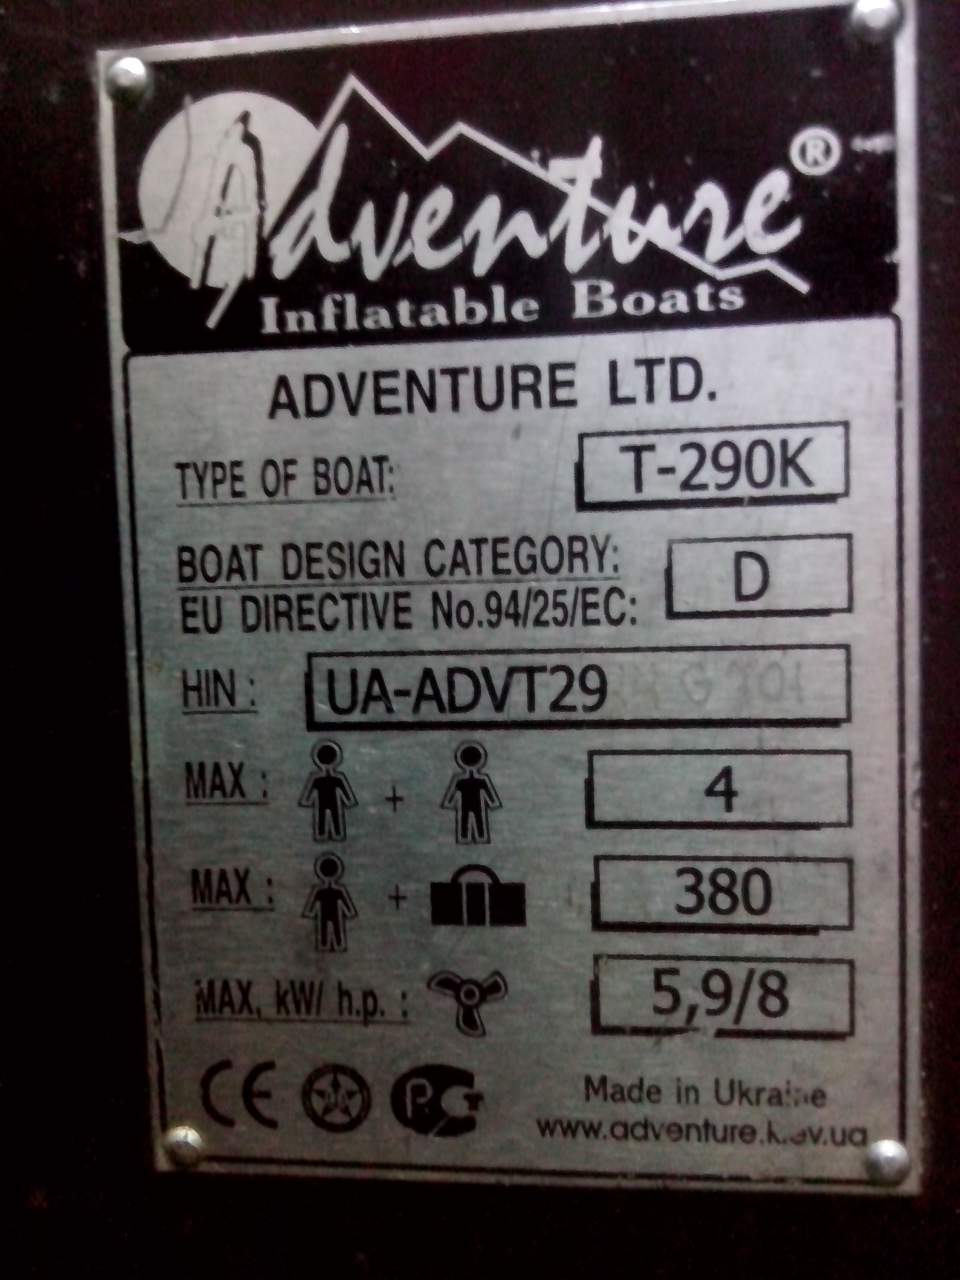 Adventure®
Inflatable Boats
ADVENTURE LTD.
TYPE OF BOAT: T-290K
BOAT DESIGN CATEGORY:
EU DIRECTIVE No.94/25/EC: D
HIN : UA-ADVT29
MAX : + 4
MAX : + 380
MAX, kW/ h.p. : 5,9/8
CE
Made in Ukraine
www.adventure.kiev.ua